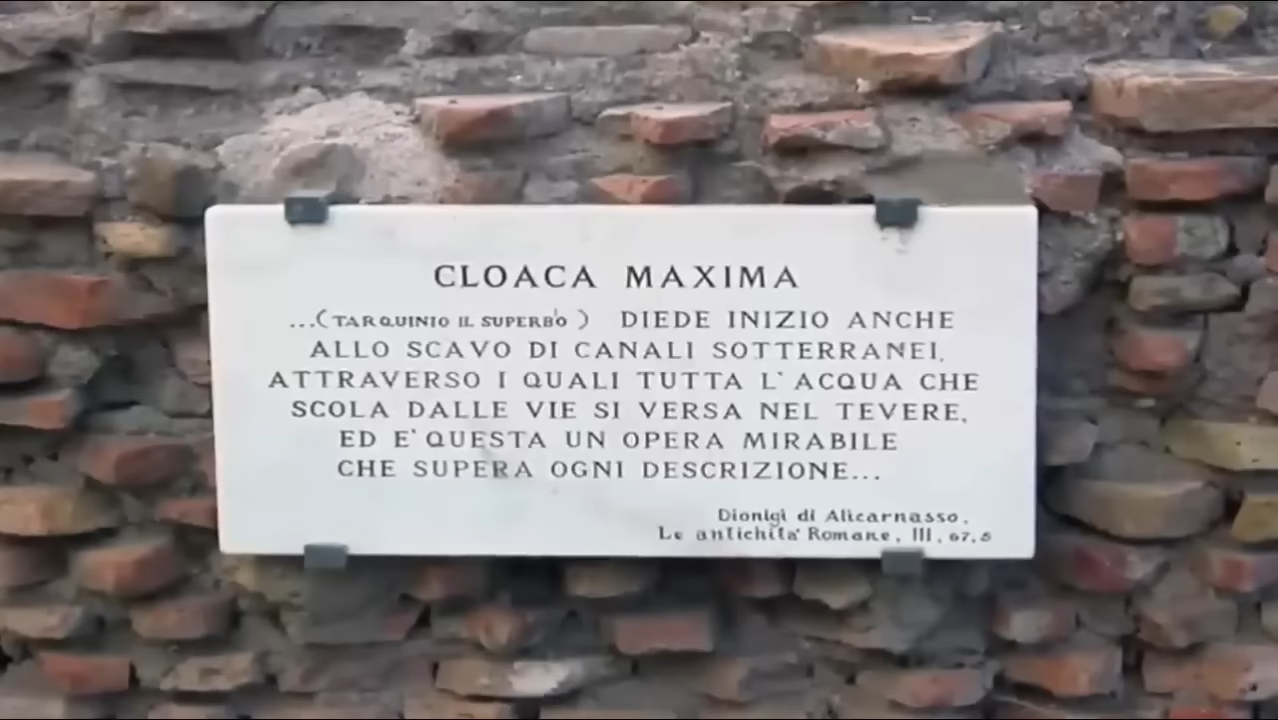 CLOACA MAXIMA
...(TARQUINIO IL SUPERBO) DIEDE INIZIO ANCHE
ALLO SCAVO DI CANALI SOTTERRANEI,
ATTRAVERSO I QUALI TUTTA L'ACQUA CHE
SCOLA DALLE VIE SI VERSA NEL TEVERE,
ED E' QUESTA UN OPERA MIRABILE
CHE SUPERA OGNI DESCRIZIONE...
Dionigi di Alicarnasso,
Le antichità Romane, III, 67,5